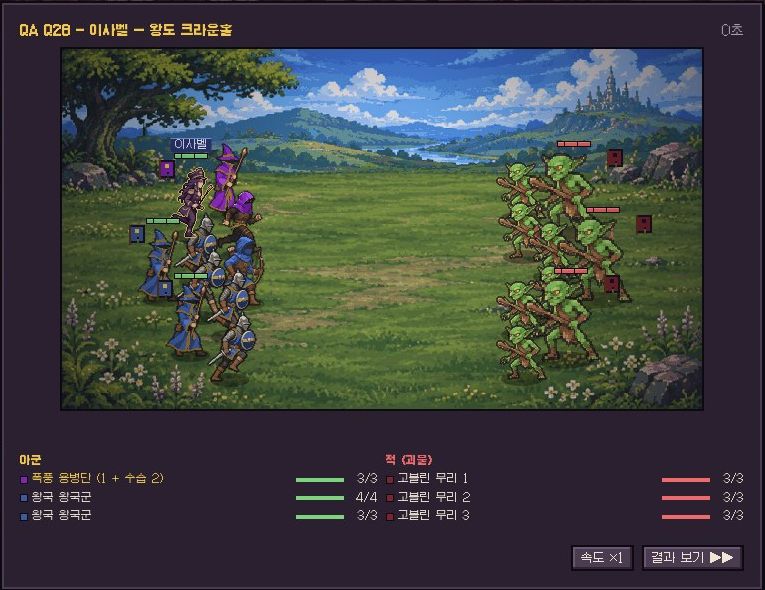 QA Q28 - 이사벨 - 왕도 크라운홀
0초
이사벨
아군
폭풍 용병단 (1 + 수습 2) 3/3
왕국 왕국군 4/4
왕국 왕국군 3/3
적 (괴물)
고블린 무리 1 3/3
고블린 무리 2 3/3
고블린 무리 3 3/3
속도 ×1
결과 보기 ▶▶